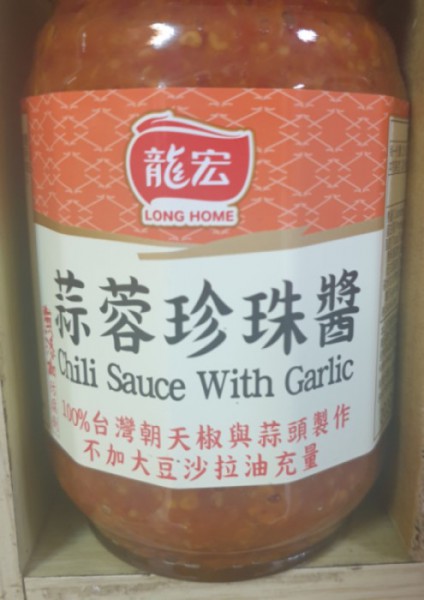 龍宏
LONG HOME
蒜蓉珍珠醬
Chili Sauce With Garlic
100%台灣朝天椒與蒜頭製作
不加大豆沙拉油充量